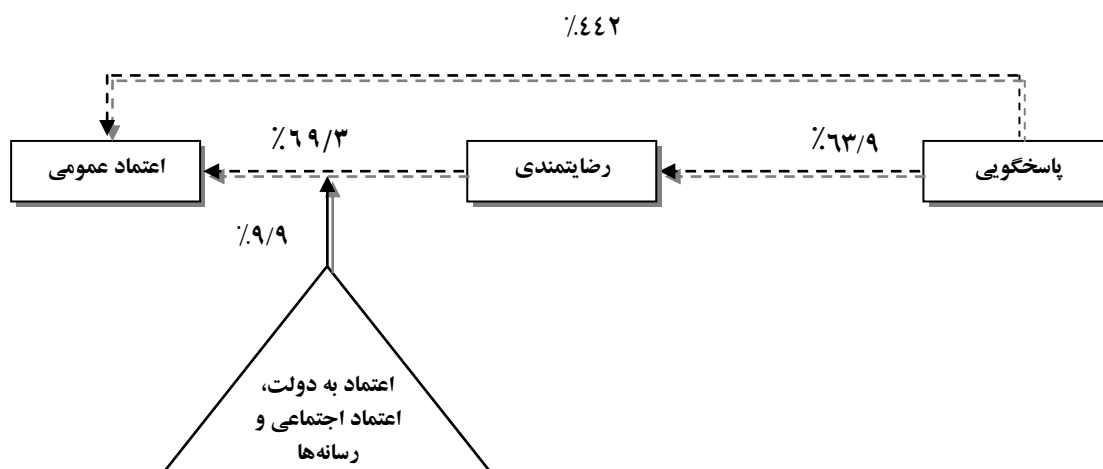 ٪٤٤٢
٪٦٣/٩
٪٦٩/٣
پاسخگویی
رضایتمندی
اعتماد عمومی
٪٩/٩
اعتماد به دولت،
اعتماد اجتماعی و
رسانه‌ها